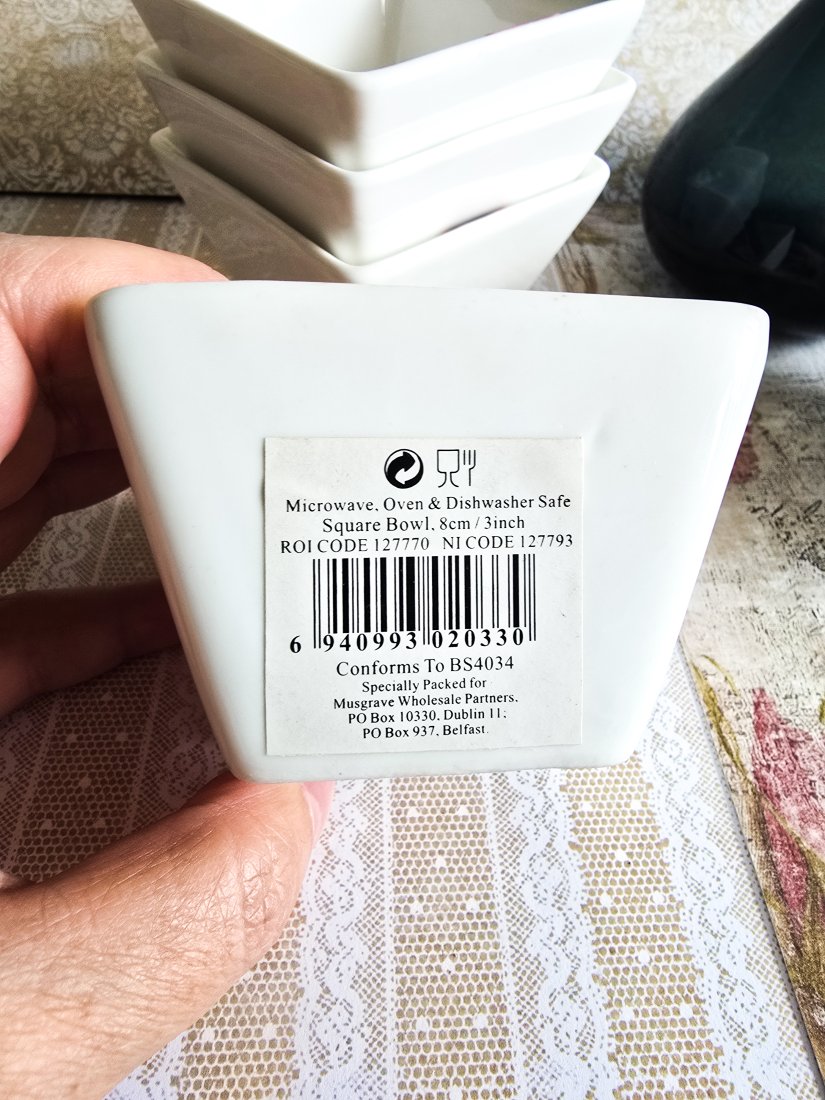 Microwave, Oven & Dishwasher Safe
Square Bowl, 8cm / 3inch
ROI CODE 127770 NI CODE 127793
6 940993 020330
Conforms To BS4034
Specially Packed for
Musgrave Wholesale Partners,
PO Box 10330, Dublin 11;
PO Box 937, Belfast.